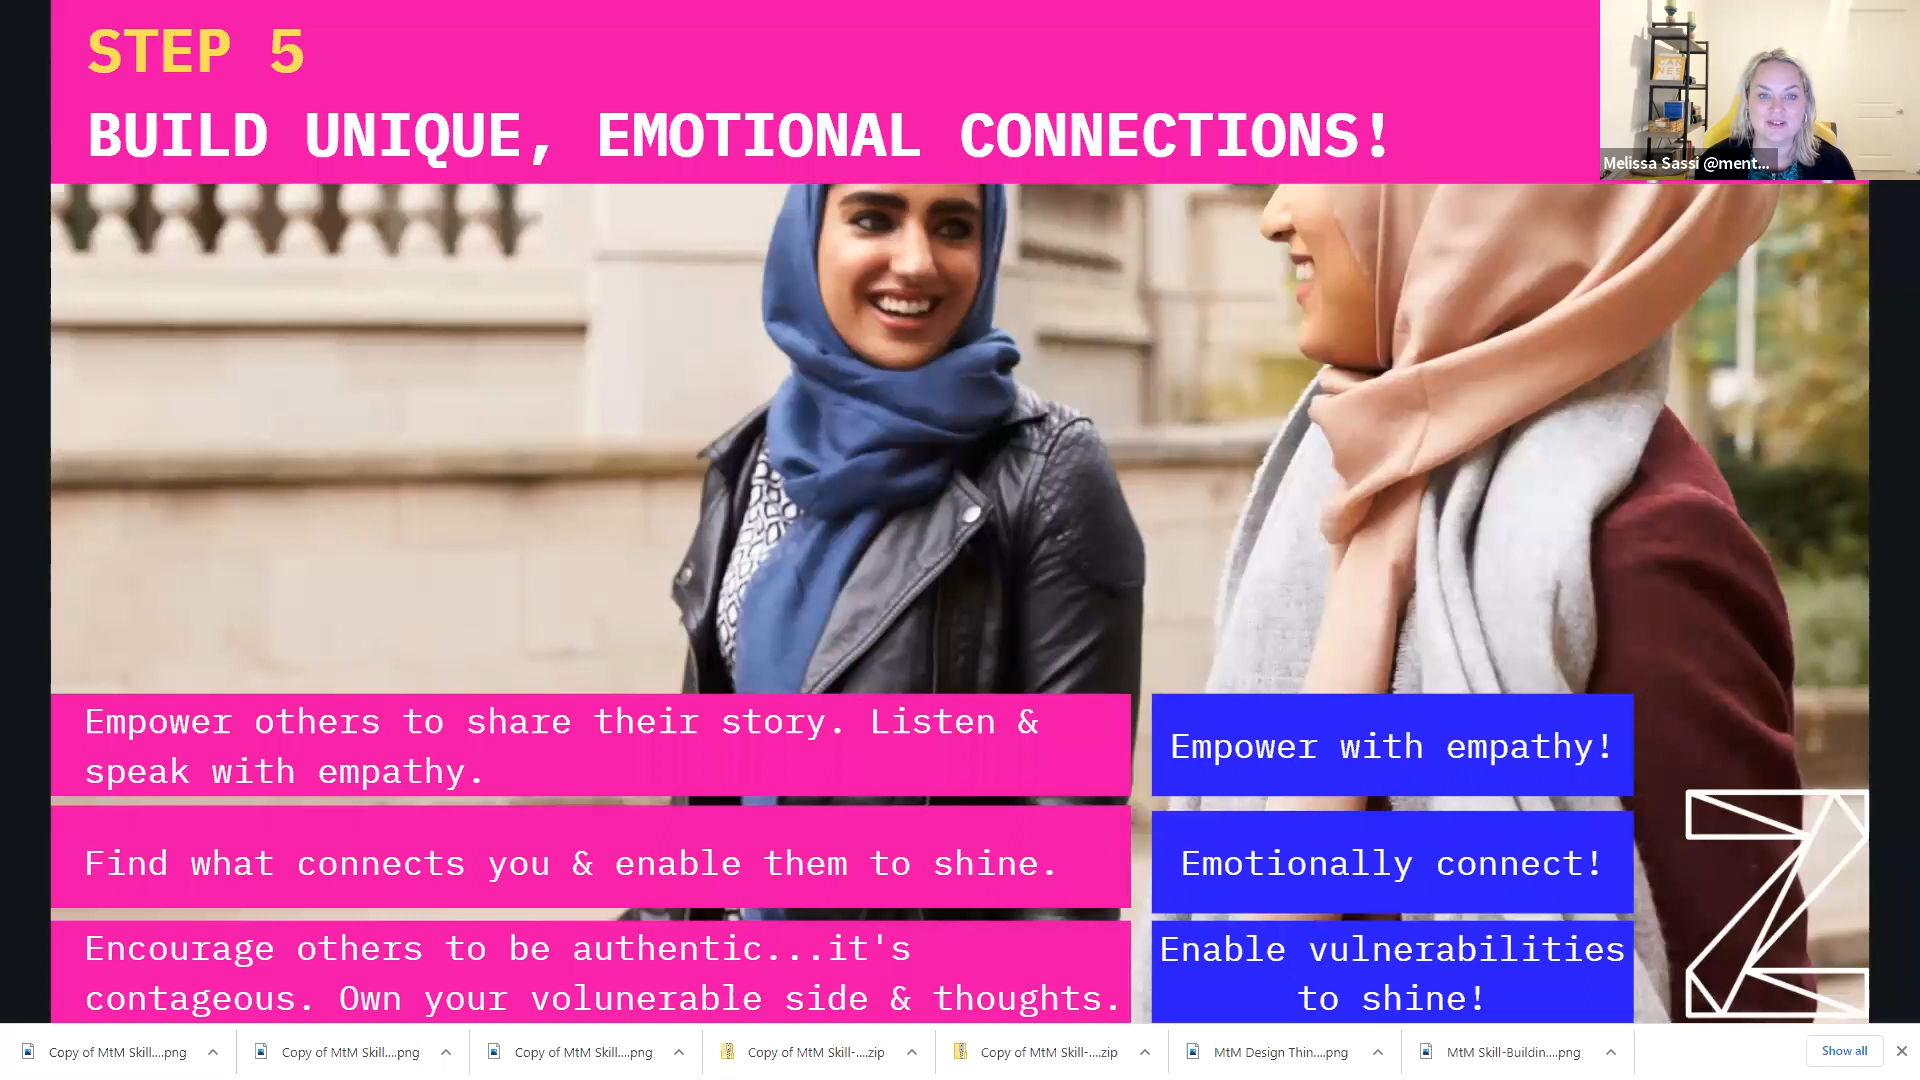 STEP 5
BUILD UNIQUE, EMOTIONAL CONNECTIONS!
Melissa Sassi @ment...
Empower others to share their story. Listen &
speak with empathy.
Empower with empathy!
Find what connects you & enable them to shine.
Emotionally connect!
Encourage others to be authentic...it's
contageous. Own your volunerable side & thoughts.
Enable vulnerabilities
to shine!
Copy of MtM Skill....png
Copy of MtM Skill....png
Copy of MtM Skill....png
Copy of MtM Skill-....zip
Copy of MtM Skill-....zip
MtM Design Thin....png
MtM Skill-Buildin....png
Show all